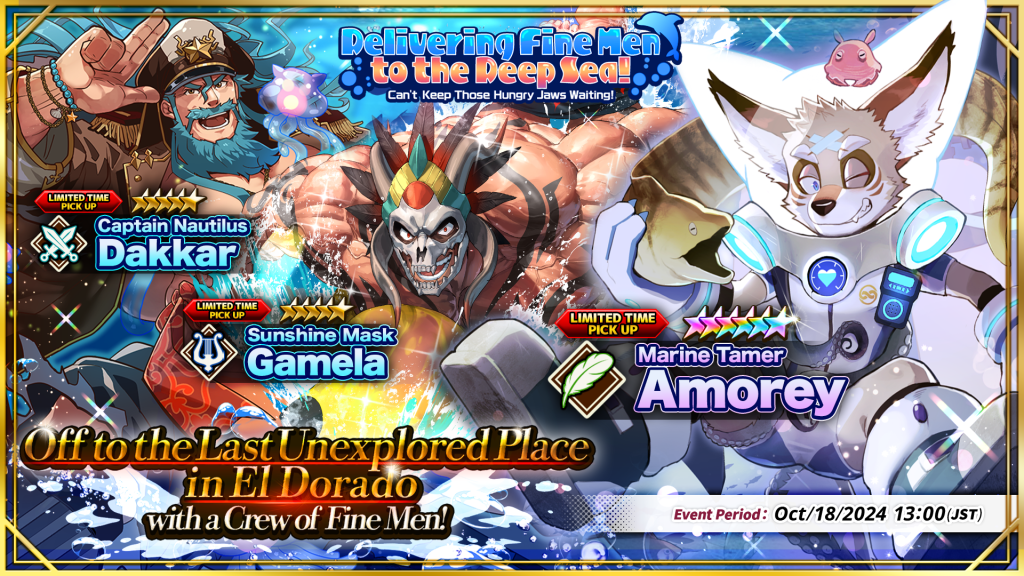 Delivering Fine Men
to the Deep Sea!
Can't Keep Those Hungry Jaws Waiting!
LIMITED TIME
PICK UP
Captain Nautilus
Dakkar
LIMITED TIME
PICK UP
Sunshine Mask
Gamela
LIMITED TIME
PICK UP
Marine Tamer
Amorey
Off to the Last Unexplored Place
in El Dorado
with a Crew of Fine Men!
Event Period: Oct/18/2024 13:00(JST)